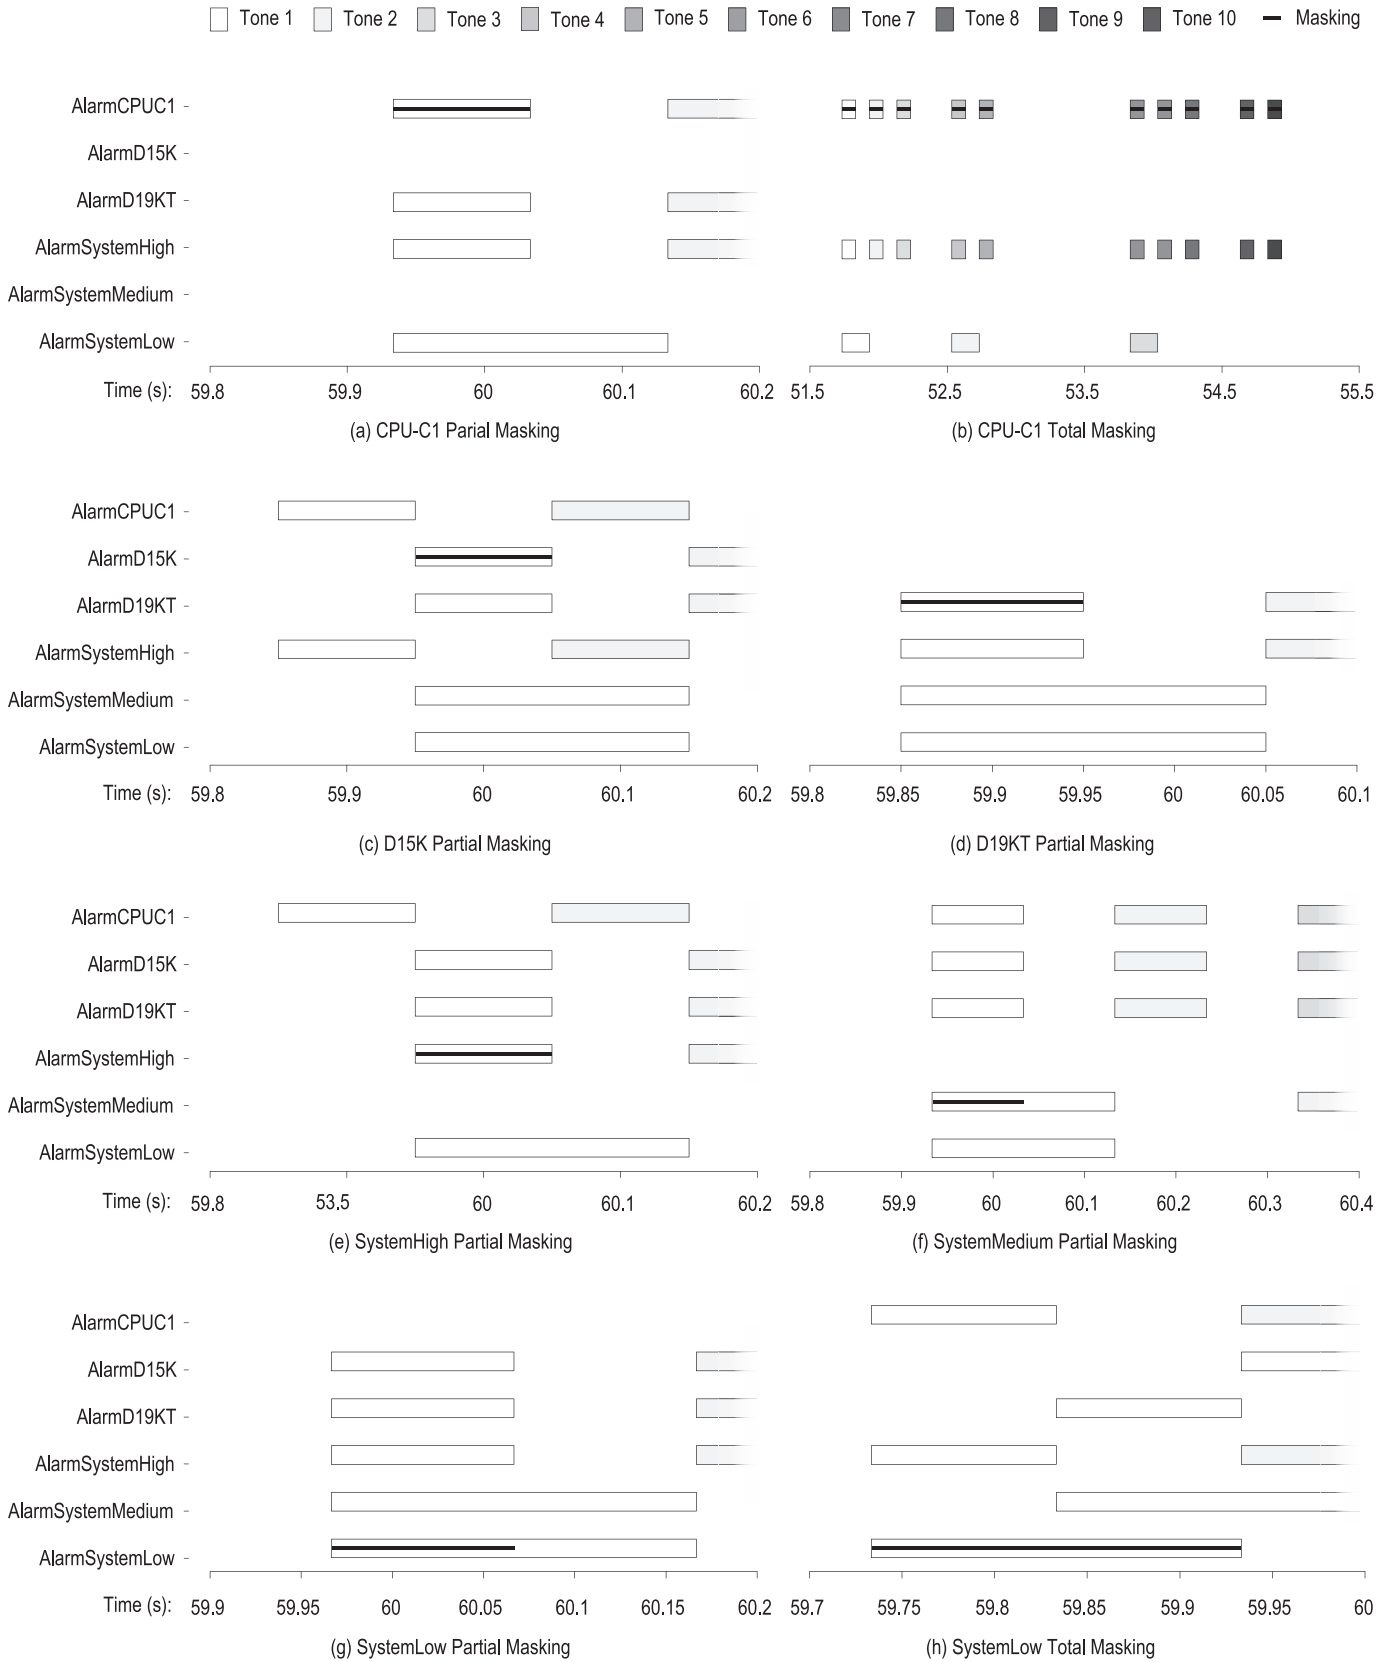 Tone 1 Tone 2 Tone 3 Tone 4 Tone 5 Tone 6 Tone 7 Tone 8 Tone 9 Tone 10 Masking
AlarmCPUC1
AlarmD15K
AlarmD19KT
AlarmSystemHigh
AlarmSystemMedium
AlarmSystemLow
Time (s): 59.8 59.9 60 60.1 60.2
51.5 52.5 53.5 54.5 55.5
(a) CPU-C1 Parial Masking
(b) CPU-C1 Total Masking
AlarmCPUC1
AlarmD15K
AlarmD19KT
AlarmSystemHigh
AlarmSystemMedium
AlarmSystemLow
Time (s): 59.8 59.9 60 60.1 60.2
59.8 59.85 59.9 59.95 60 60.05 60.1
(c) D15K Partial Masking
(d) D19KT Partial Masking
AlarmCPUC1
AlarmD15K
AlarmD19KT
AlarmSystemHigh
AlarmSystemMedium
AlarmSystemLow
Time (s): 59.8 53.5 60 60.1 60.2
59.8 59.9 60 60.1 60.2 60.3 60.4
(e) SystemHigh Partial Masking
(f) SystemMedium Partial Masking
AlarmCPUC1
AlarmD15K
AlarmD19KT
AlarmSystemHigh
AlarmSystemMedium
AlarmSystemLow
Time (s): 59.9 59.95 60 60.05 60.1 60.15 60.2
59.7 59.75 59.8 59.85 59.9 59.95 60
(g) SystemLow Partial Masking
(h) SystemLow Total Masking